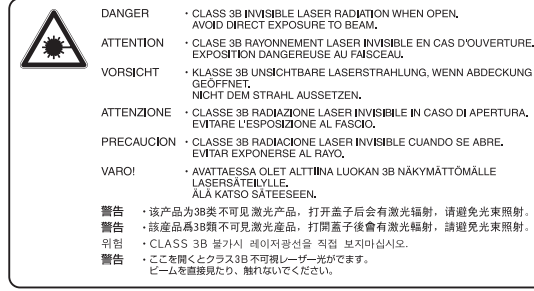 DANGER · CLASS 3B INVISIBLE LASER RADIATION WHEN OPEN.
AVOID DIRECT EXPOSURE TO BEAM.
ATTENTION · CLASE 3B RAYONNEMENT LASER INVISIBLE EN CAS D'OUVERTURE.
EXPOSITION DANGEREUSE AU FAISCEAU.
VORSICHT · KLASSE 3B UNSICHTBARE LASERSTRAHLUNG, WENN ABDECKUNG
GEÖFFNET.
NICHT DEM STRAHL AUSSETZEN.
ATTENZIONE · CLASSE 3B RADIAZIONE LASER INVISIBILE IN CASO DI APERTURA.
EVITARE L'ESPOSIZIONE AL FASCIO.
PRECAUCION · CLASSE 3B RADIACION LASER INVISIBLE CUANDO SE ABRE.
EVITAR EXPONERSE AL RAYO.
VARO! · AVATTAESSA OLET ALTTIINA LUOKAN 3B NÄKYMÄTTÖMÄLLE
LASERSÄTEILYLLE.
ÄLÄ KATSO SÄTEESEEN.
警告 ·该产品为3B类不可见激光产品，打开盖子后会有激光辐射，请避免光束照射。
警告 ·該産品爲3B類不可見激光産品，打開蓋子後會有激光輻射，請避免光束照射。
위험 ·CLASS 3B 불가시 레이저광선을 직접 보지마십시오.
警告 ·ここを開くとクラス3B不可視レーザー光がでます。
ビームを直接見たり、触れないでください。